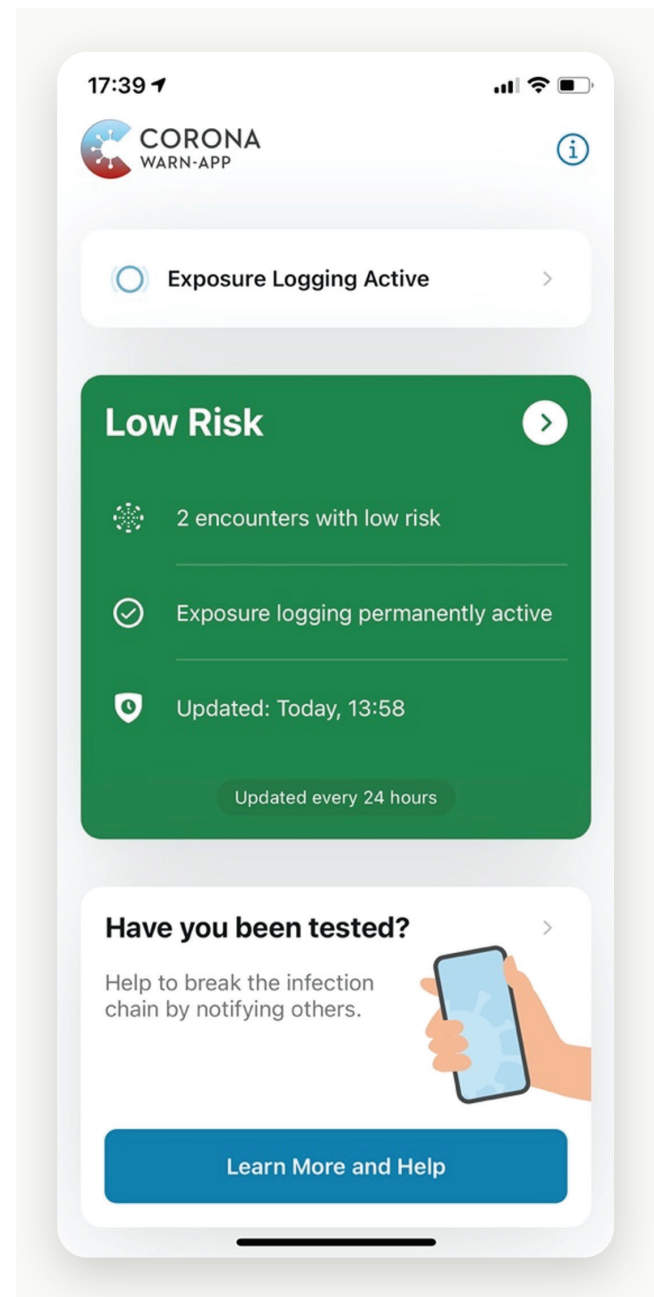 17:39
CORONA
WARN-APP
Exposure Logging Active
Low Risk
2 encounters with low risk
Exposure logging permanently active
Updated: Today, 13:58
Updated every 24 hours
Have you been tested?
Help to break the infection
chain by notifying others.
Learn More and Help